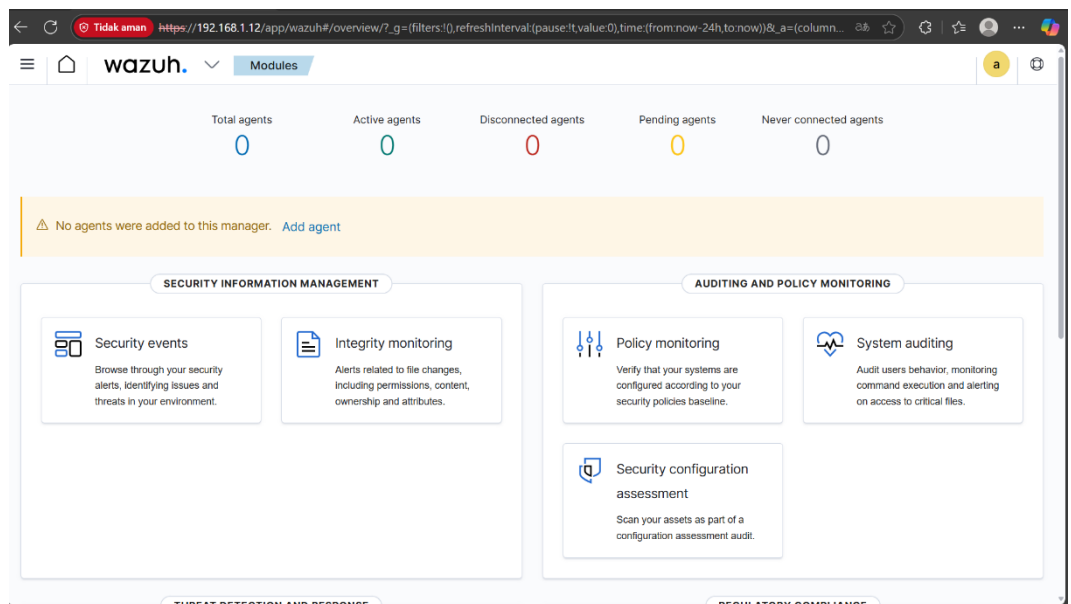 Tidak aman https://192.168.1.12/app/wazuh#/overview/?_g=(filters:!(),refreshInterval:(pause:!t,value:0),time:(from:now-24h,to:now))&_a=(column...
wazuh. Modules a
Total agents Active agents Disconnected agents Pending agents Never connected agents
0 0 0 0 0
No agents were added to this manager. Add agent
SECURITY INFORMATION MANAGEMENT
Security events
Browse through your security
alerts, identifying issues and
threats in your environment.
Integrity monitoring
Alerts related to file changes,
including permissions, content,
ownership and attributes.
AUDITING AND POLICY MONITORING
Policy monitoring
Verify that your systems are
configured according to your
security policies baseline.
System auditing
Audit users behavior, monitoring
command execution and alerting
on access to critical files.
Security configuration
assessment
Scan your assets as part of a
configuration assessment audit.
THREAT DETECTION AND RESPONSE
REGULATORY COMPLIANCE